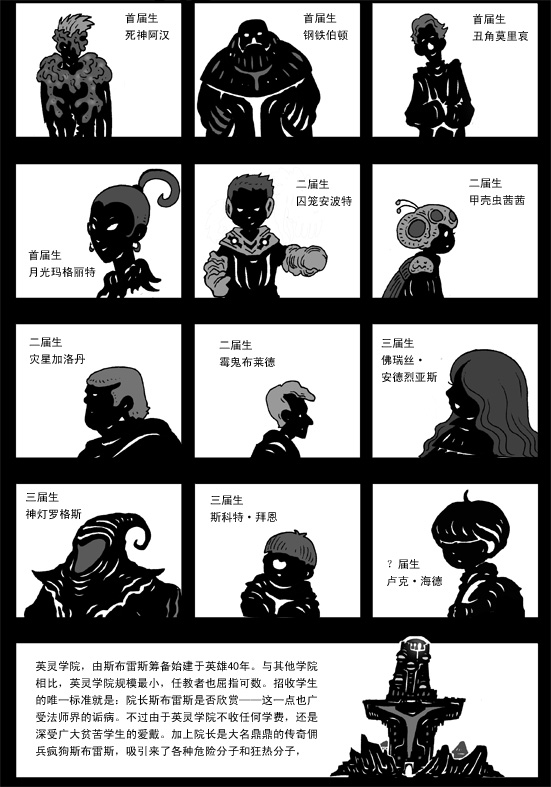 首届生
死神阿汉
首届生
钢铁伯顿
首届生
丑角莫里哀
首届生
月光玛格丽特
二届生
囚笼安波特
二届生
甲壳虫茜茜
二届生
灾星加洛丹
二届生
霉鬼布莱德
三届生
佛瑞丝·
安德烈亚斯
三届生
神灯罗格斯
三届生
斯科特·拜恩
？届生
卢克·海德
英灵学院，由斯布雷斯筹备始建于英雄40年。与其他学院
相比，英灵学院规模最小，任教者也屈指可数。招收学生
的唯一标准就是：院长斯布雷斯是否欣赏——这一点也广
受法师界的诟病。不过由于英灵学院不收任何学费，还是
深受广大贫苦学生的爱戴。加上院长是大名鼎鼎的传奇佣
兵疯狗斯布雷斯，吸引来了各种危险分子和狂热分子，